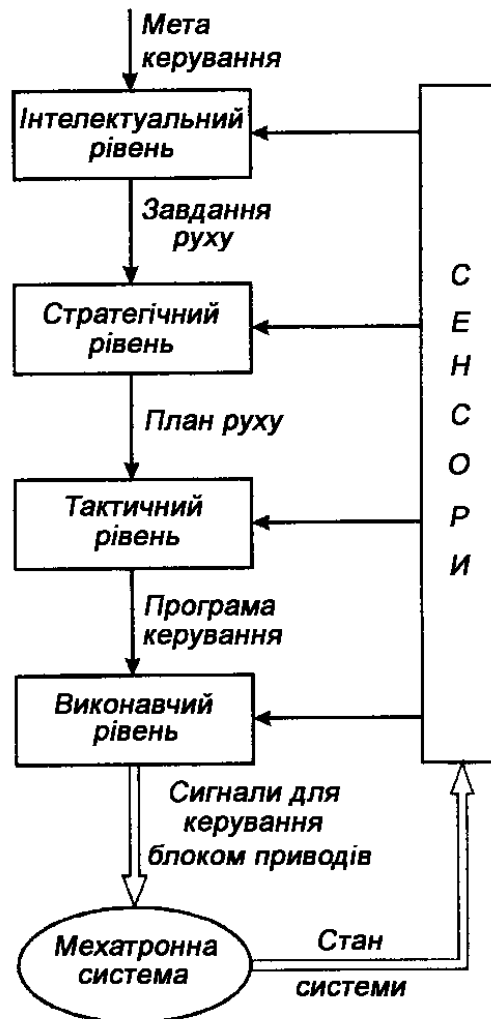 Мета
керування
Інтелектуальний
рівень
Завдання
руху
Стратегічний
рівень
План руху
Тактичний
рівень
Програма
керування
Виконавчий
рівень
Сигнали для
керування
блоком приводів
Мехатронна
система
Стан
системи
С
Е
Н
С
О
Р
И